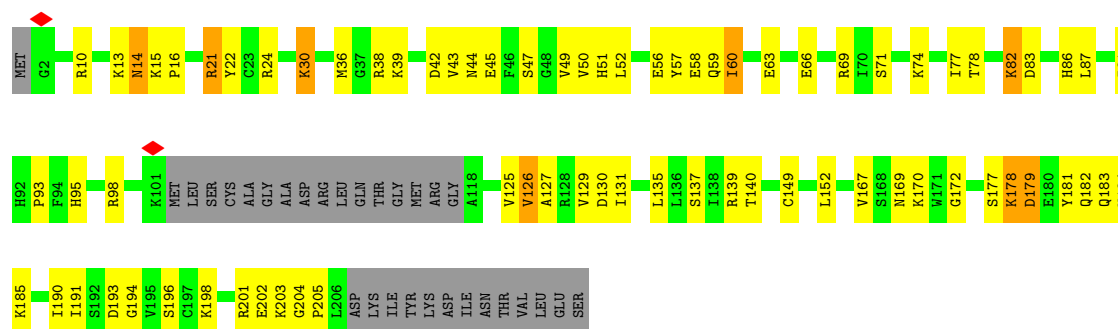 MET G2 R10 K13 N14 K15 P16 R21 Y22 C23 R24 K30 M36 G37 R38 K39 D42 V43 N44 E45 F46 S47 G48 V49 V50 H51 L52 E56 Y57 E58 Q59 I60 E63 E66 R69 I70 S71 K74 I77 T78 K82 D83 H86 L87
H92 P93 F94 H95 R98 K101 MET LEU SER CYS ALA GLY ALA ASP ARG LEU GLN THR GLY MET ARG GLY A118 V125 V126 A127 R128 V129 D130 I131 L135 L136 S137 I138 R139 T140 C149 L152 V167 S168 N169 K170 W171 G172 S177 K178 D179 E180 Y181 Q182 Q183
K185 I190 I191 S192 D193 G194 V195 S196 C197 K198 R201 E202 K203 G204 P205 L206 ASP LYS ILE TYR LYS ASP ILE ASN THR VAL LEU GLU SER